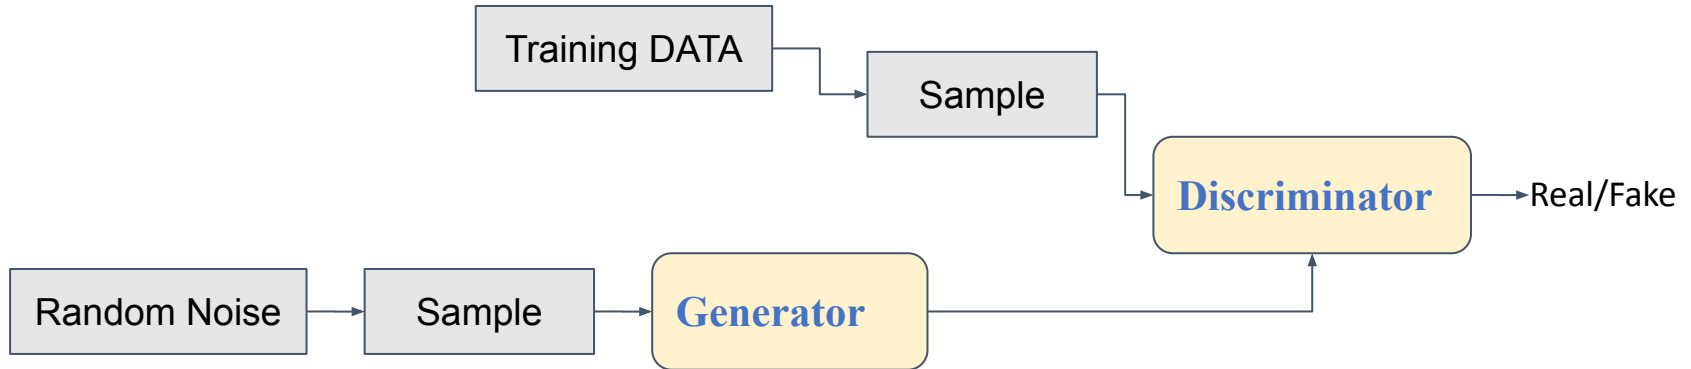 Training DATA
Sample
Discriminator
Real/Fake
Random Noise
Sample
Generator